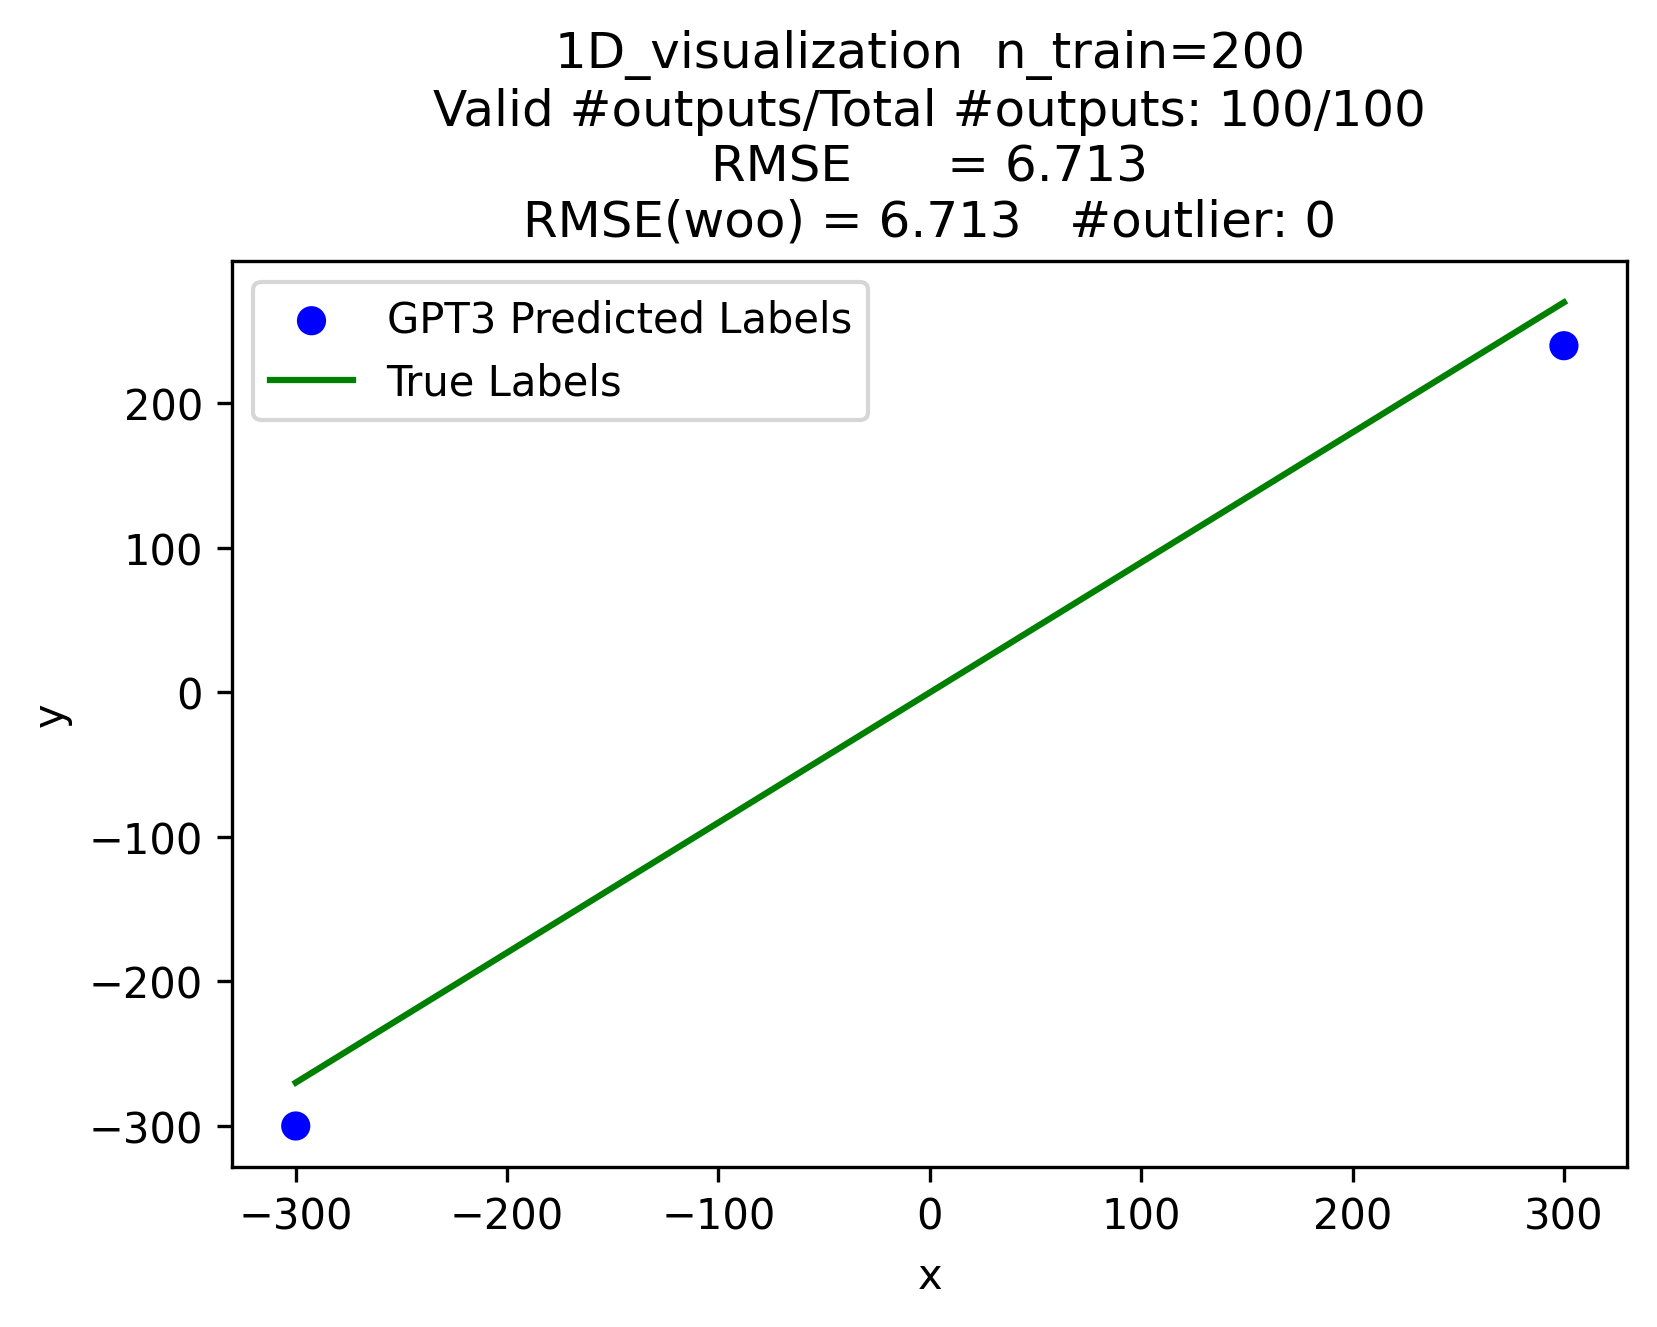 1D_visualization  n_train=200
Valid #outputs/Total #outputs: 100/100
RMSE      = 6.713
RMSE(woo) = 6.713   #outlier: 0
GPT3 Predicted Labels
True Labels
200
100
0
−100
−200
−300
y
−300 −200 −100 0 100 200 300
x